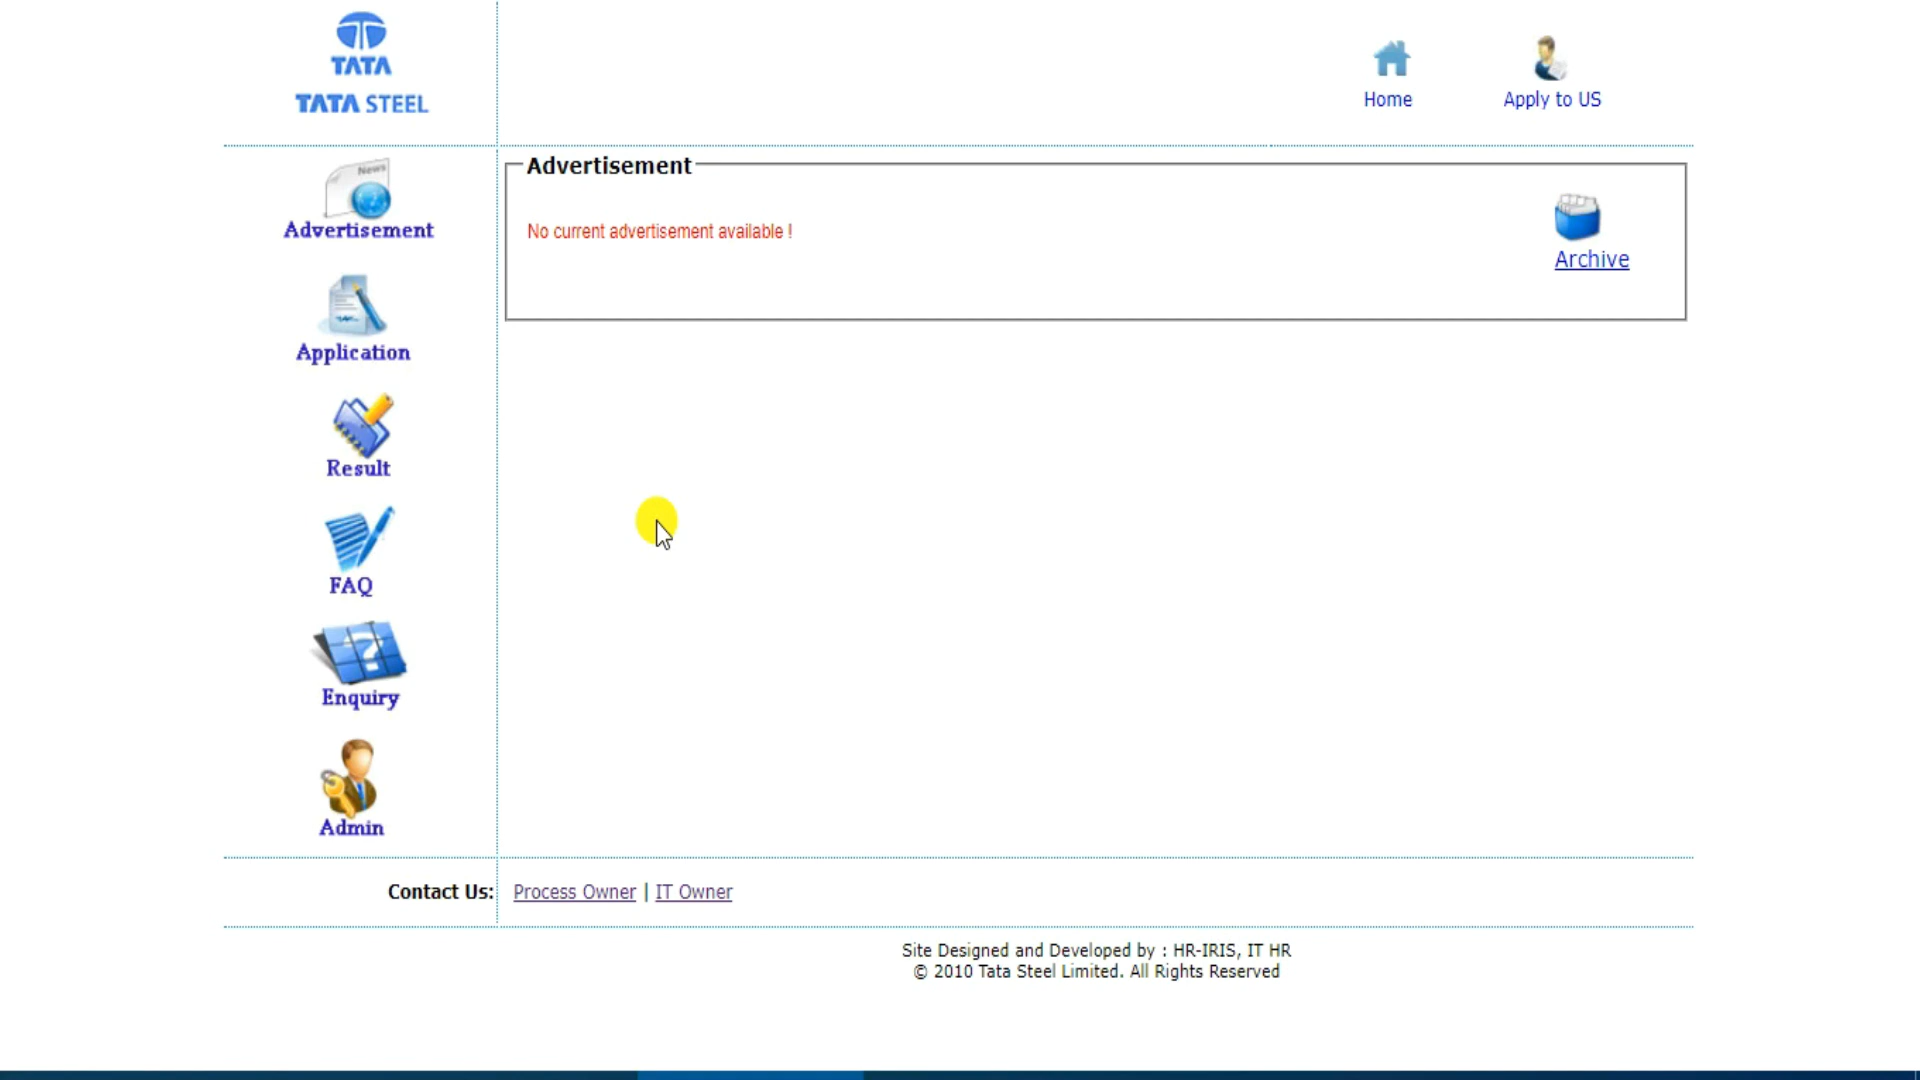 TATA
TATA STEEL
Home
Apply to US
News
Advertisement
Advertisement
No current advertisement available !
Archive
Application
Result
FAQ
Enquiry
Admin
Contact Us: Process Owner | IT Owner
Site Designed and Developed by : HR-IRIS, IT HR
© 2010 Tata Steel Limited. All Rights Reserved